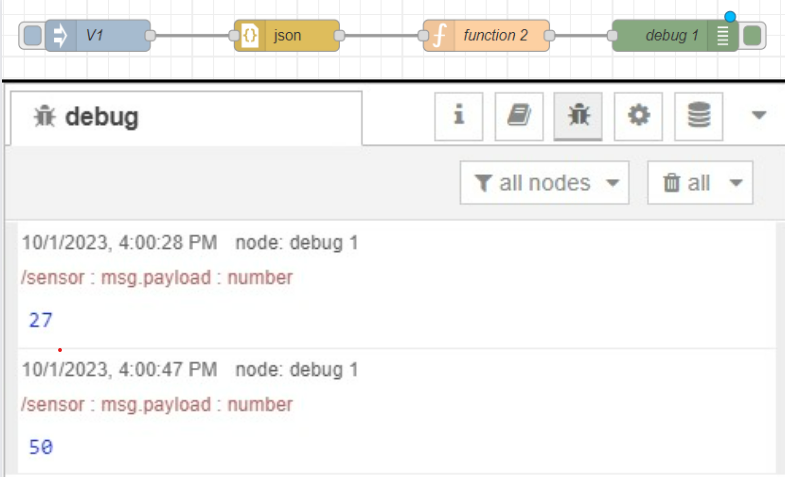 V1
json
function 2
debug 1
debug
all nodes
all
10/1/2023, 4:00:28 PM node: debug 1
/sensor : msg.payload : number
27
10/1/2023, 4:00:47 PM node: debug 1
/sensor : msg.payload : number
50